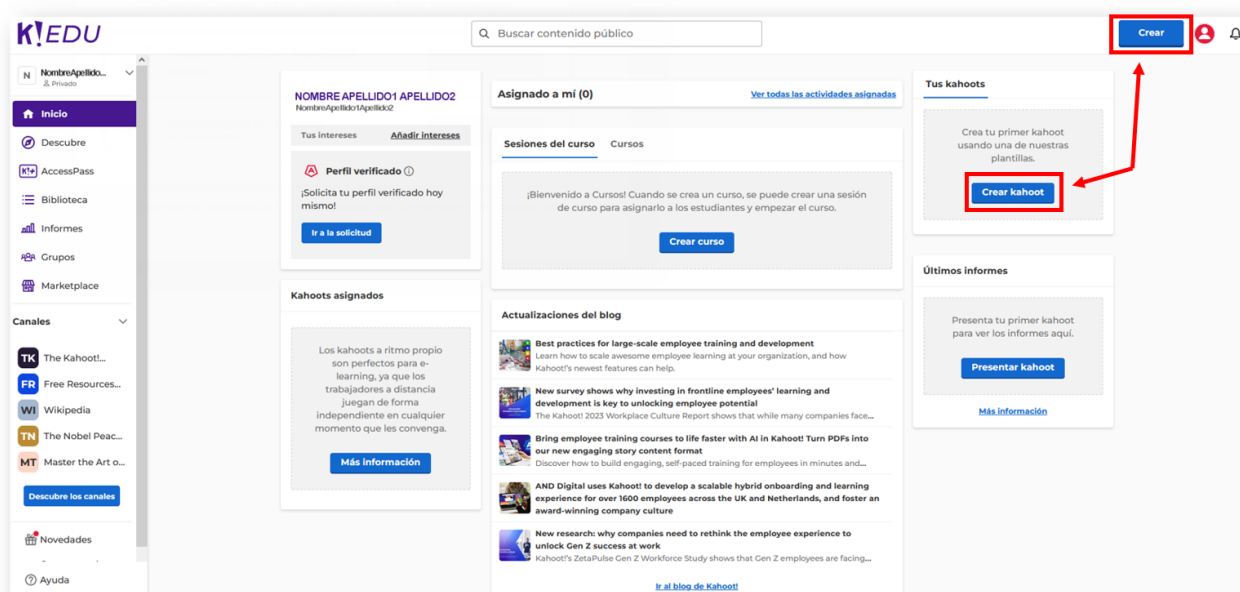 K!EDU
Buscar contenido público
Crear
N
NombreApellido...
Privado
Inicio
Descubre
K!+
AccessPass
Biblioteca
Informes
Grupos
Marketplace
Canales
TK
The Kahoot!...
FR
Free Resources...
WI
Wikipedia
TN
The Nobel Peac...
MT
Master the Art o...
Descubre los canales
Novedades
Ayuda
NOMBRE APELLIDO1 APELLIDO2
NombreApellido1Apellido2
Tus intereses
Añadir intereses
Perfil verificado
¡Solicita tu perfil verificado hoy
mismo!
Ir a la solicitud
Kahoots asignados
Los kahoots a ritmo propio
son perfectos para e-
learning, ya que los
trabajadores a distancia
juegan de forma
independiente en cualquier
momento que les convenga.
Más información
Asignado a mí (0)
Ver todas las actividades asignadas
Sesiones del curso
Cursos
¡Bienvenido a Cursos! Cuando se crea un curso, se puede crear una sesión
de curso para asignarlo a los estudiantes y empezar el curso.
Crear curso
Actualizaciones del blog
Best practices for large-scale employee training and development
Learn how to scale awesome employee learning at your organization, and how
Kahoot!'s newest features can help.
New survey shows why investing in frontline employees' learning and
development is key to unlocking employee potential
The Kahoot! 2023 Workplace Culture Report shows that while many companies face...
Bring employee training courses to life faster with AI in Kahoot! Turn PDFs into
our new engaging story content format
Discover how to build engaging, self-paced training for employees in minutes and...
AND Digital uses Kahoot! to develop a scalable hybrid onboarding and learning
experience for over 1600 employees across the UK and Netherlands, and foster an
award-winning company culture
New research: why companies need to rethink the employee experience to
unlock Gen Z success at work
Kahoot!'s ZetaPulse Gen Z Workforce Study shows that Gen Z employees are facing...
Ir al blog de Kahoot!
Tus kahoots
Crea tu primer kahoot
usando una de nuestras
plantillas.
Crear kahoot
Últimos informes
Presenta tu primer kahoot
para ver los informes aquí.
Presentar kahoot
Más información